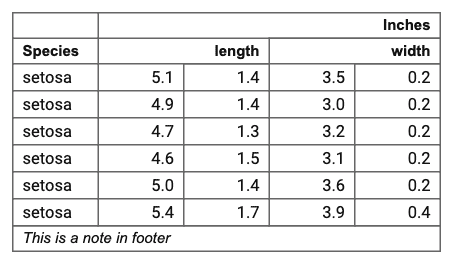 Inches
Species length width
setosa 5.1 1.4 3.5 0.2
setosa 4.9 1.4 3.0 0.2
setosa 4.7 1.3 3.2 0.2
setosa 4.6 1.5 3.1 0.2
setosa 5.0 1.4 3.6 0.2
setosa 5.4 1.7 3.9 0.4
This is a note in footer